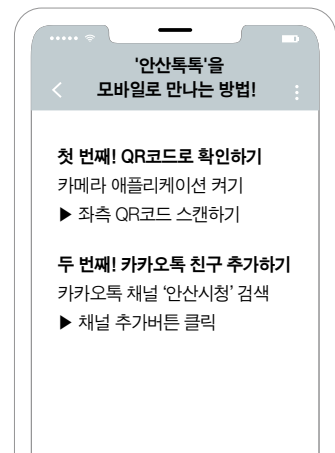 '안산톡톡'을
모바일로 만나는 방법!
첫 번째! QR코드로 확인하기
카메라 애플리케이션 켜기
▶ 좌측 QR코드 스캔하기
두 번째! 카카오톡 친구 추가하기
카카오톡 채널 ‘안산시청’ 검색
▶ 채널 추가버튼 클릭